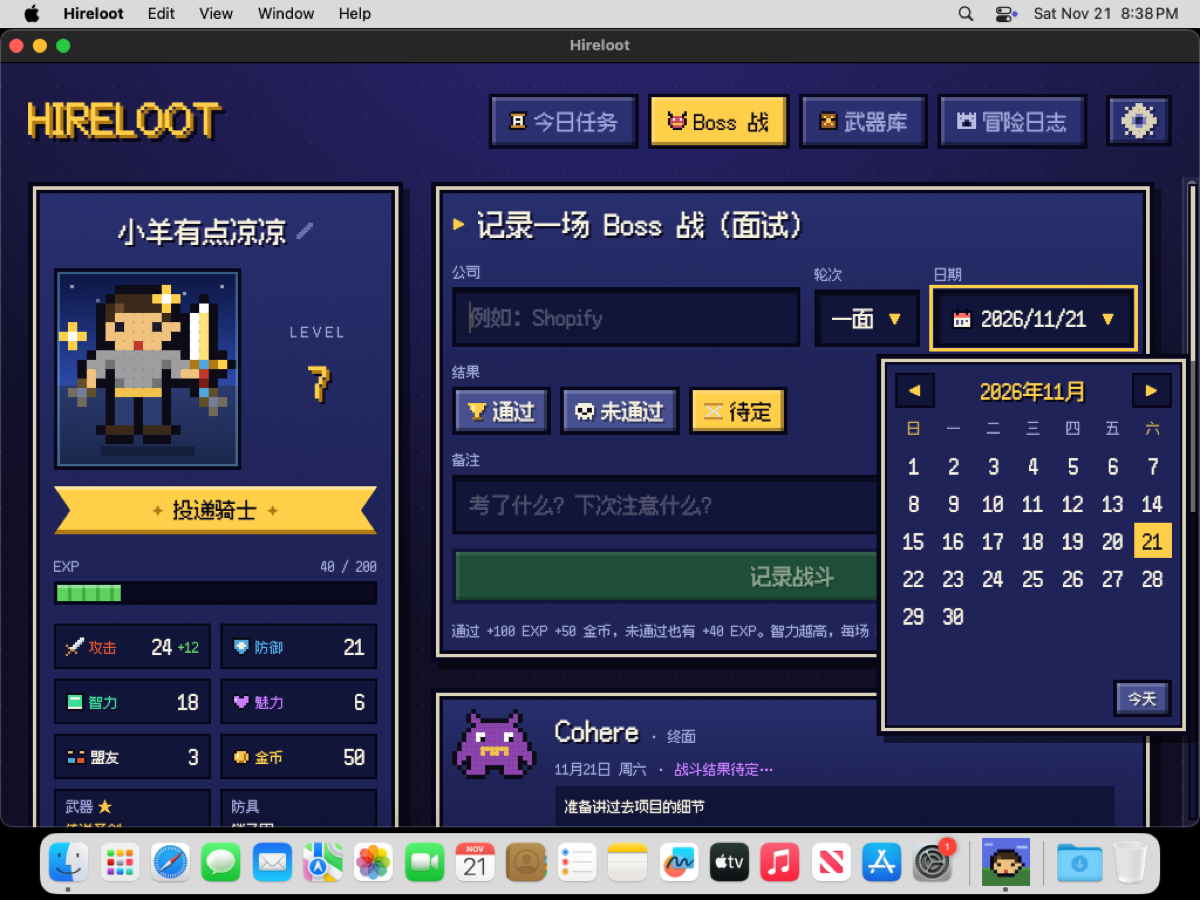 Hireloot Edit View Window Help Sat Nov 21 8:38 PM
Hireloot
HIRELOOT
今日任务
Boss 战
武器库
冒险日志
小羊有点凉凉
LEVEL
7
投递骑士
EXP 40 / 200
攻击 24 +12
防御 21
智力 18
魅力 6
盟友 3
金币 50
武器
防具
记录一场 Boss 战（面试）
公司
例如：Shopify
轮次
一面
日期
2026/11/21
结果
通过
未通过
待定
备注
考了什么？下次注意什么？
记录战斗
通过 +100 EXP +50 金币，未通过也有 +40 EXP。智力越高，每场
2026年11月
日 一 二 三 四 五 六
1 2 3 4 5 6 7
8 9 10 11 12 13 14
15 16 17 18 19 20 21
22 23 24 25 26 27 28
29 30
今天
Cohere · 终面
11月21日 周六 · 战斗结果待定…
准备讲过去项目的细节
NOV
21
tv
1